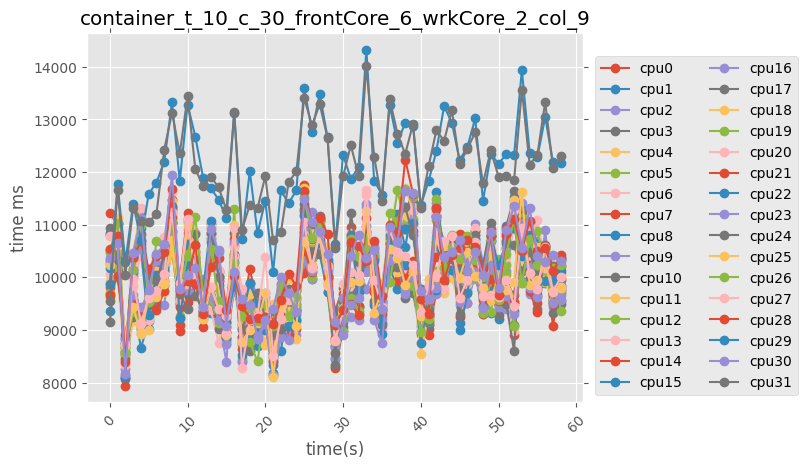 container_t_10_c_30_frontCore_6_wrkCore_2_col_9
time ms
14000
13000
12000
11000
10000
9000
8000
0
10
20
30
40
50
60
time(s)
cpu0
cpu1
cpu2
cpu3
cpu4
cpu5
cpu6
cpu7
cpu8
cpu9
cpu10
cpu11
cpu12
cpu13
cpu14
cpu15
cpu16
cpu17
cpu18
cpu19
cpu20
cpu21
cpu22
cpu23
cpu24
cpu25
cpu26
cpu27
cpu28
cpu29
cpu30
cpu31